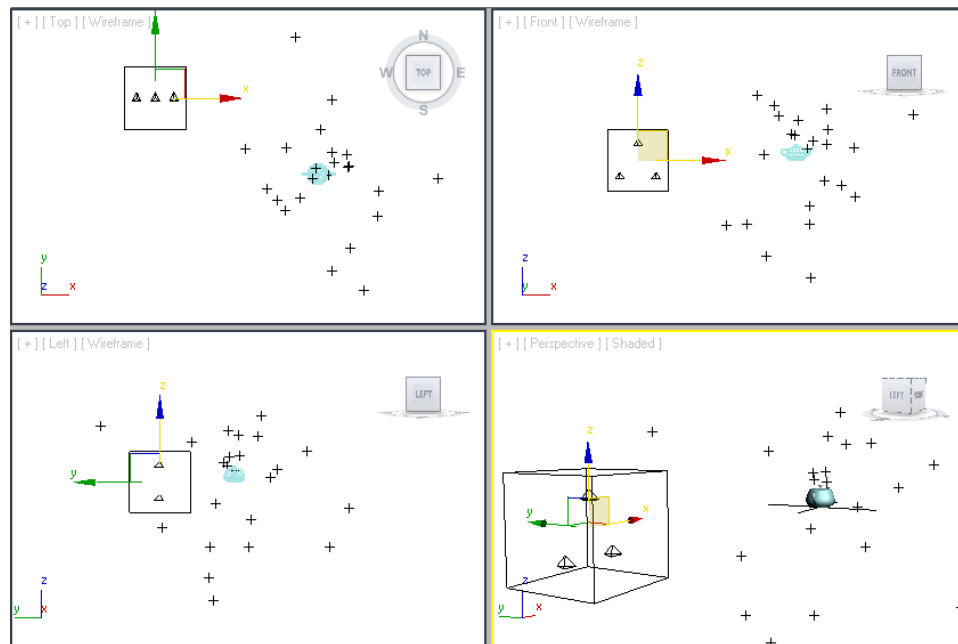 [ + ] [ Top ] [ Wireframe ]
N
W TOP E
S
x
y
z x
[ + ] [ Front ] [ Wireframe ]
FRONT
z
x
z
y x
[ + ] [ Left ] [ Wireframe ]
LEFT
z
y
z
y x
[ + ] [ Perspective ] [ Shaded ]
LEFT
z
y x
z
y x